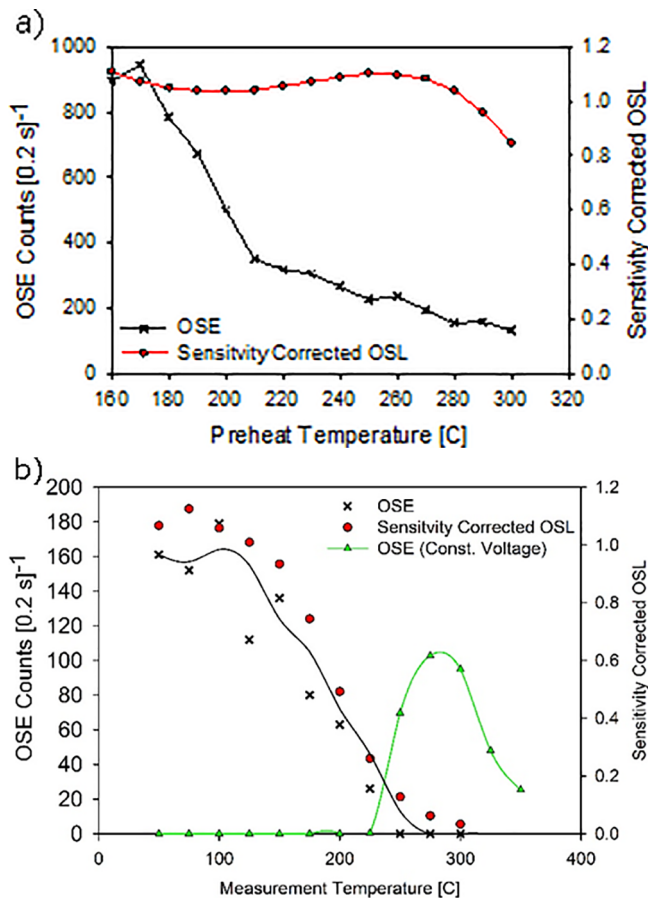 a)
1000
800
600
400
200
0
OSE Counts [0.2 s]-1
1.2
1.0
0.8
0.6
0.4
0.2
0.0
Senstivity Corrected OSL
OSE
Sensitvity Corrected OSL
160 180 200 220 240 260 280 300 320
Preheat Temperature [C]
b)
200
180
160
140
120
100
80
60
40
20
0
OSE Counts [0.2 s]-1
1.2
1.0
0.8
0.6
0.4
0.2
0.0
Sensitivity Corrected OSL
OSE
Sensitvity Corrected OSL
OSE (Const. Voltage)
0 100 200 300 400
Measurement Temperature [C]